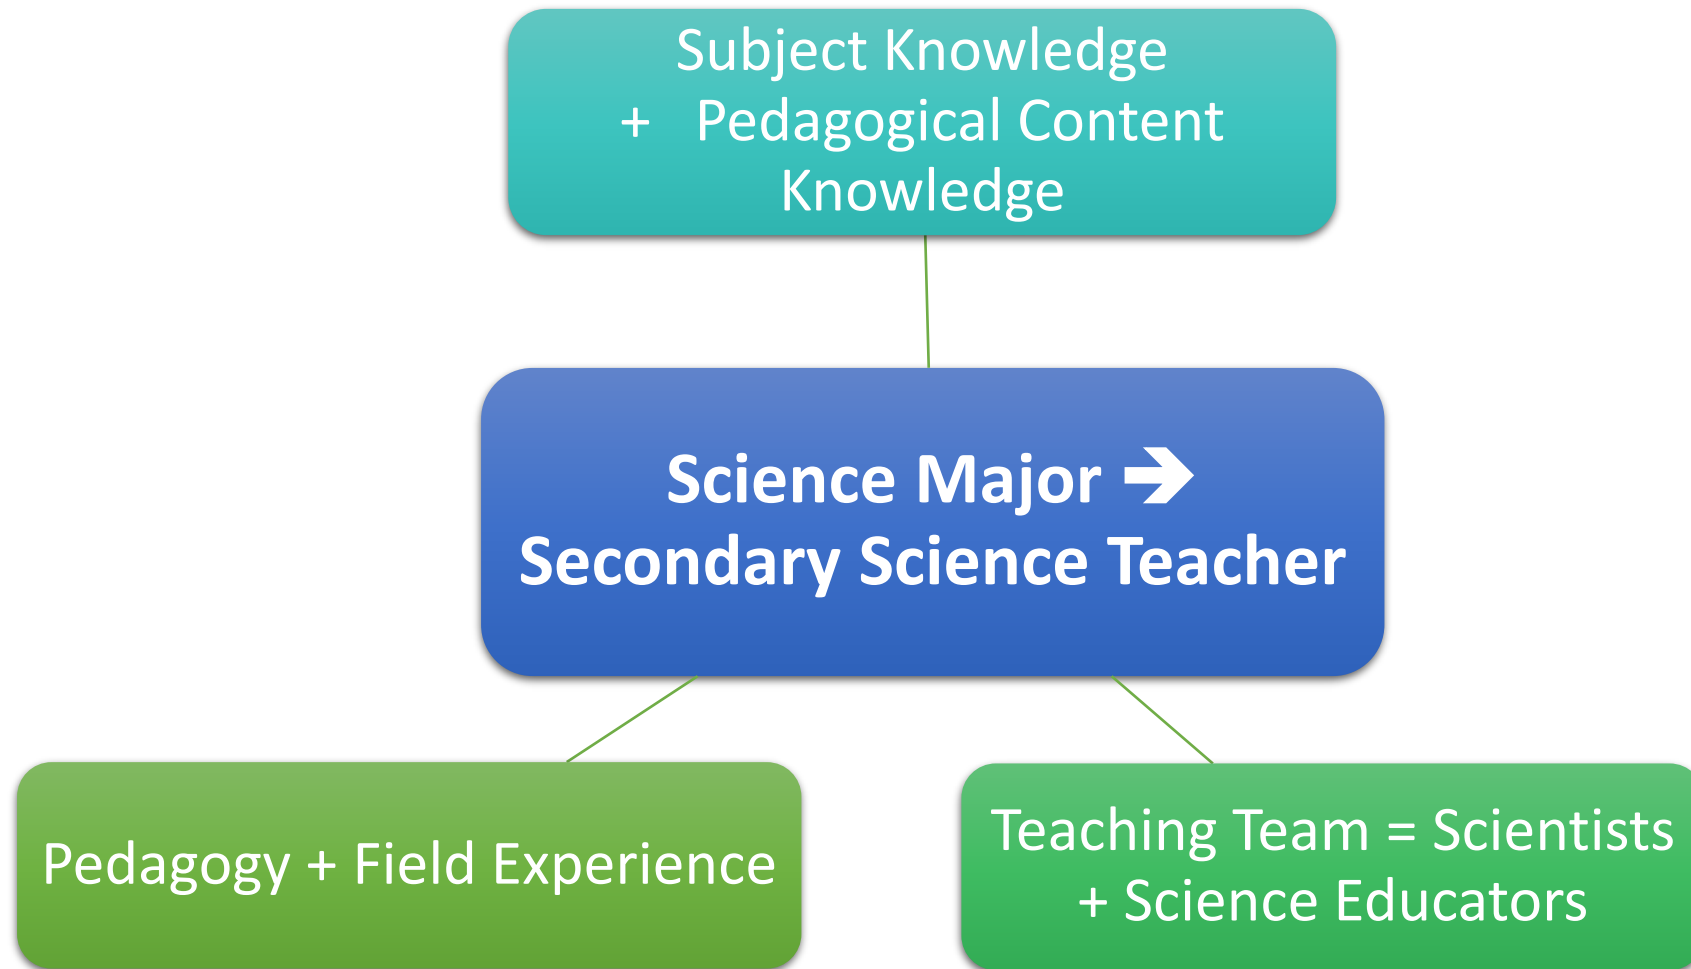 Subject Knowledge
+ Pedagogical Content
Knowledge
Science Major ➔
Secondary Science Teacher
Pedagogy + Field Experience
Teaching Team = Scientists
+ Science Educators